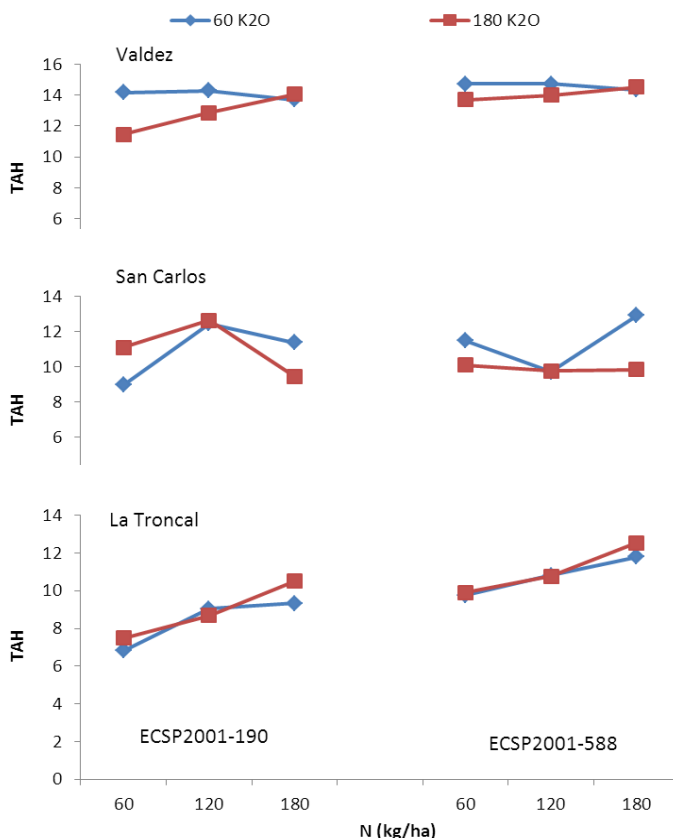 60 K2O 180 K2O
Valdez
16
14
12
10
8
6
TAH
San Carlos
14
12
10
8
6
TAH
La Troncal
14
12
10
8
6
4
2
0
TAH
ECSP2001-190 ECSP2001-588
60 120 180 60 120 180
N (kg/ha)